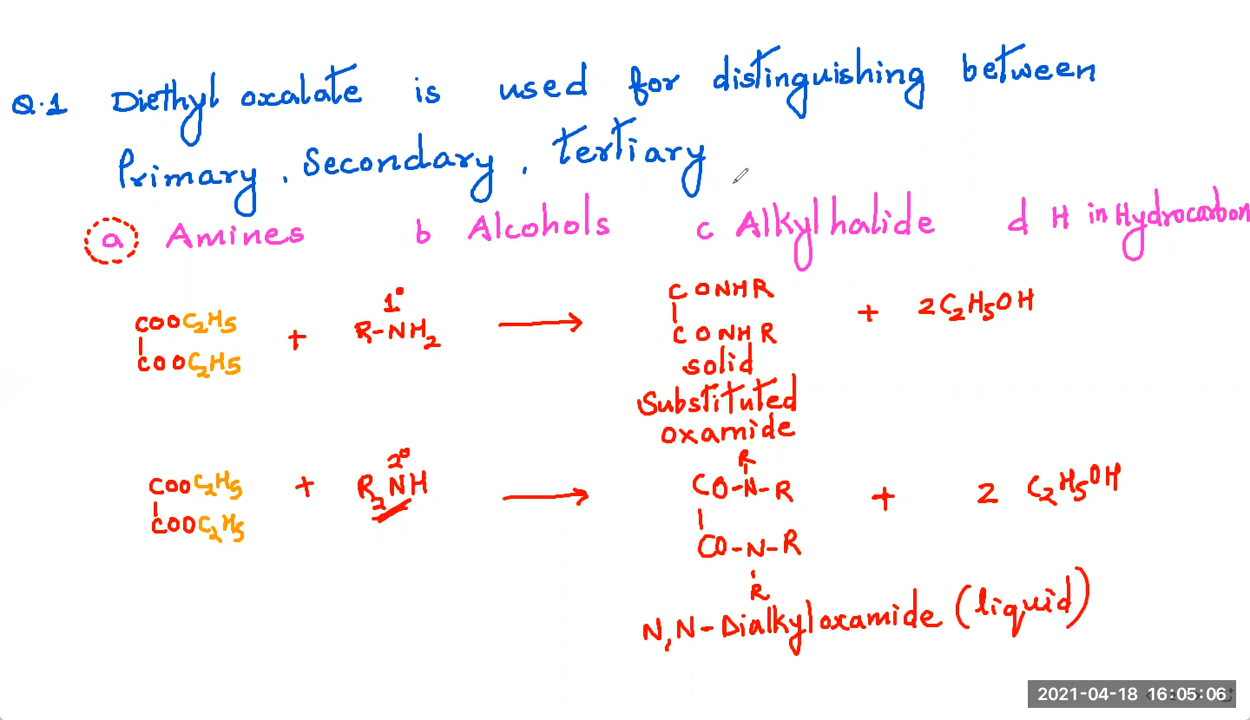 Q.1 Diethyl oxalate is used for distinguishing between
Primary, Secondary, Tertiary
a Amines b Alcohols c Alkylhalide d H in Hydrocarbon
1°
COOC2H5 + R-NH2 → CONHR + 2C2H5OH
COOC2H5 CONHR
solid
Substituted
oxamide
2° R
COOC2H5 + R2NH → CO-N-R + 2 C2H5OH
COOC2H5 CO-N-R
R
N,N-Dialkyloxamide (liquid)
2021-04-18 16:05:06